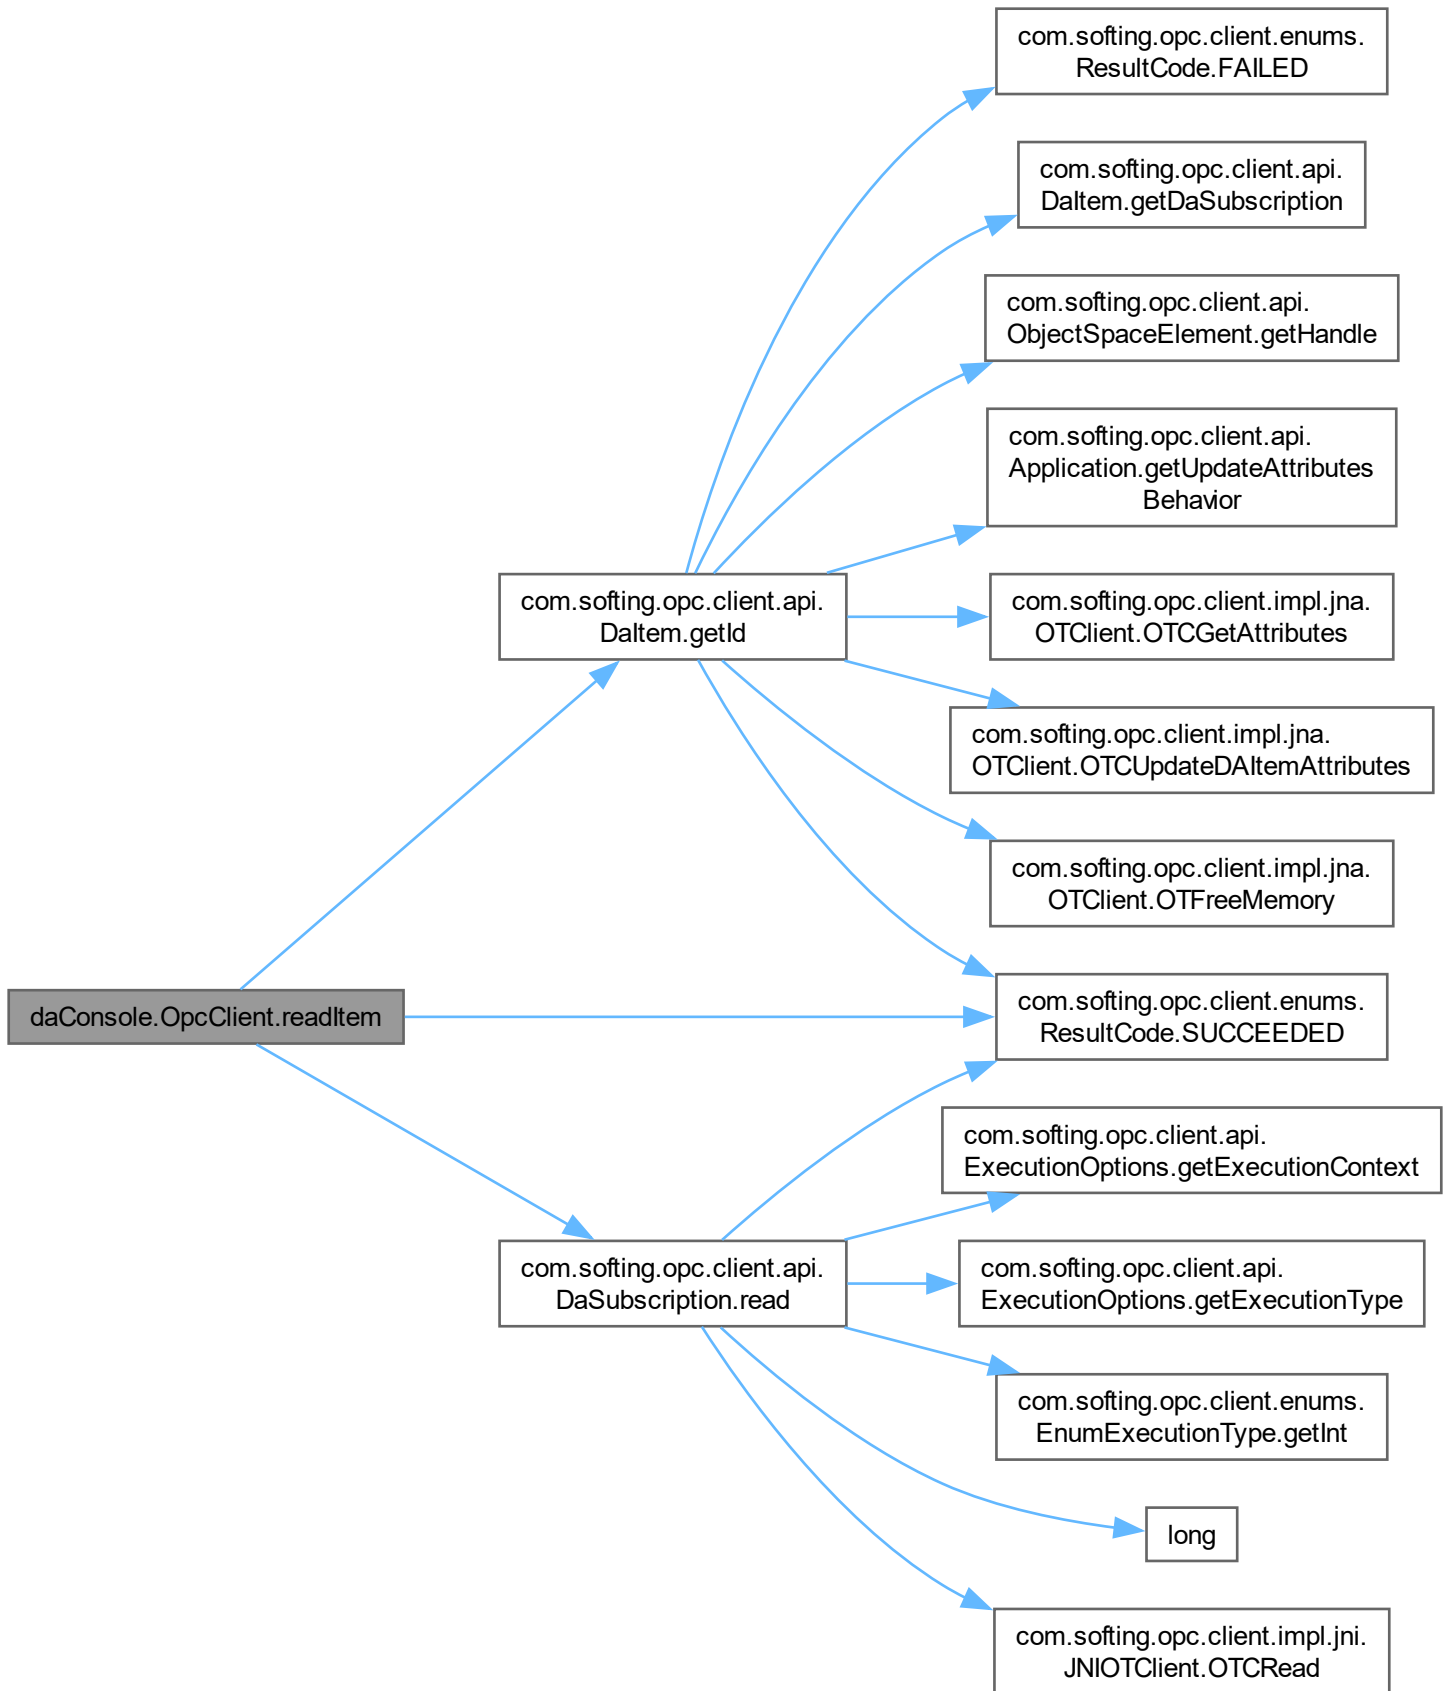 com.softing.opc.client.enums.
ResultCode.FAILED
com.softing.opc.client.api.
DaItem.getDaSubscription
com.softing.opc.client.api.
ObjectSpaceElement.getHandle
com.softing.opc.client.api.
Application.getUpdateAttributes
Behavior
com.softing.opc.client.api.
DaItem.getId
com.softing.opc.client.impl.jna.
OTClient.OTCGetAttributes
com.softing.opc.client.impl.jna.
OTClient.OTCUpdateDAItemAttributes
com.softing.opc.client.impl.jna.
OTClient.OTFreeMemory
daConsole.OpcClient.readItem
com.softing.opc.client.enums.
ResultCode.SUCCEEDED
com.softing.opc.client.api.
ExecutionOptions.getExecutionContext
com.softing.opc.client.api.
DaSubscription.read
com.softing.opc.client.api.
ExecutionOptions.getExecutionType
com.softing.opc.client.enums.
EnumExecutionType.getInt
long
com.softing.opc.client.impl.jni.
JNIOTClient.OTCRead